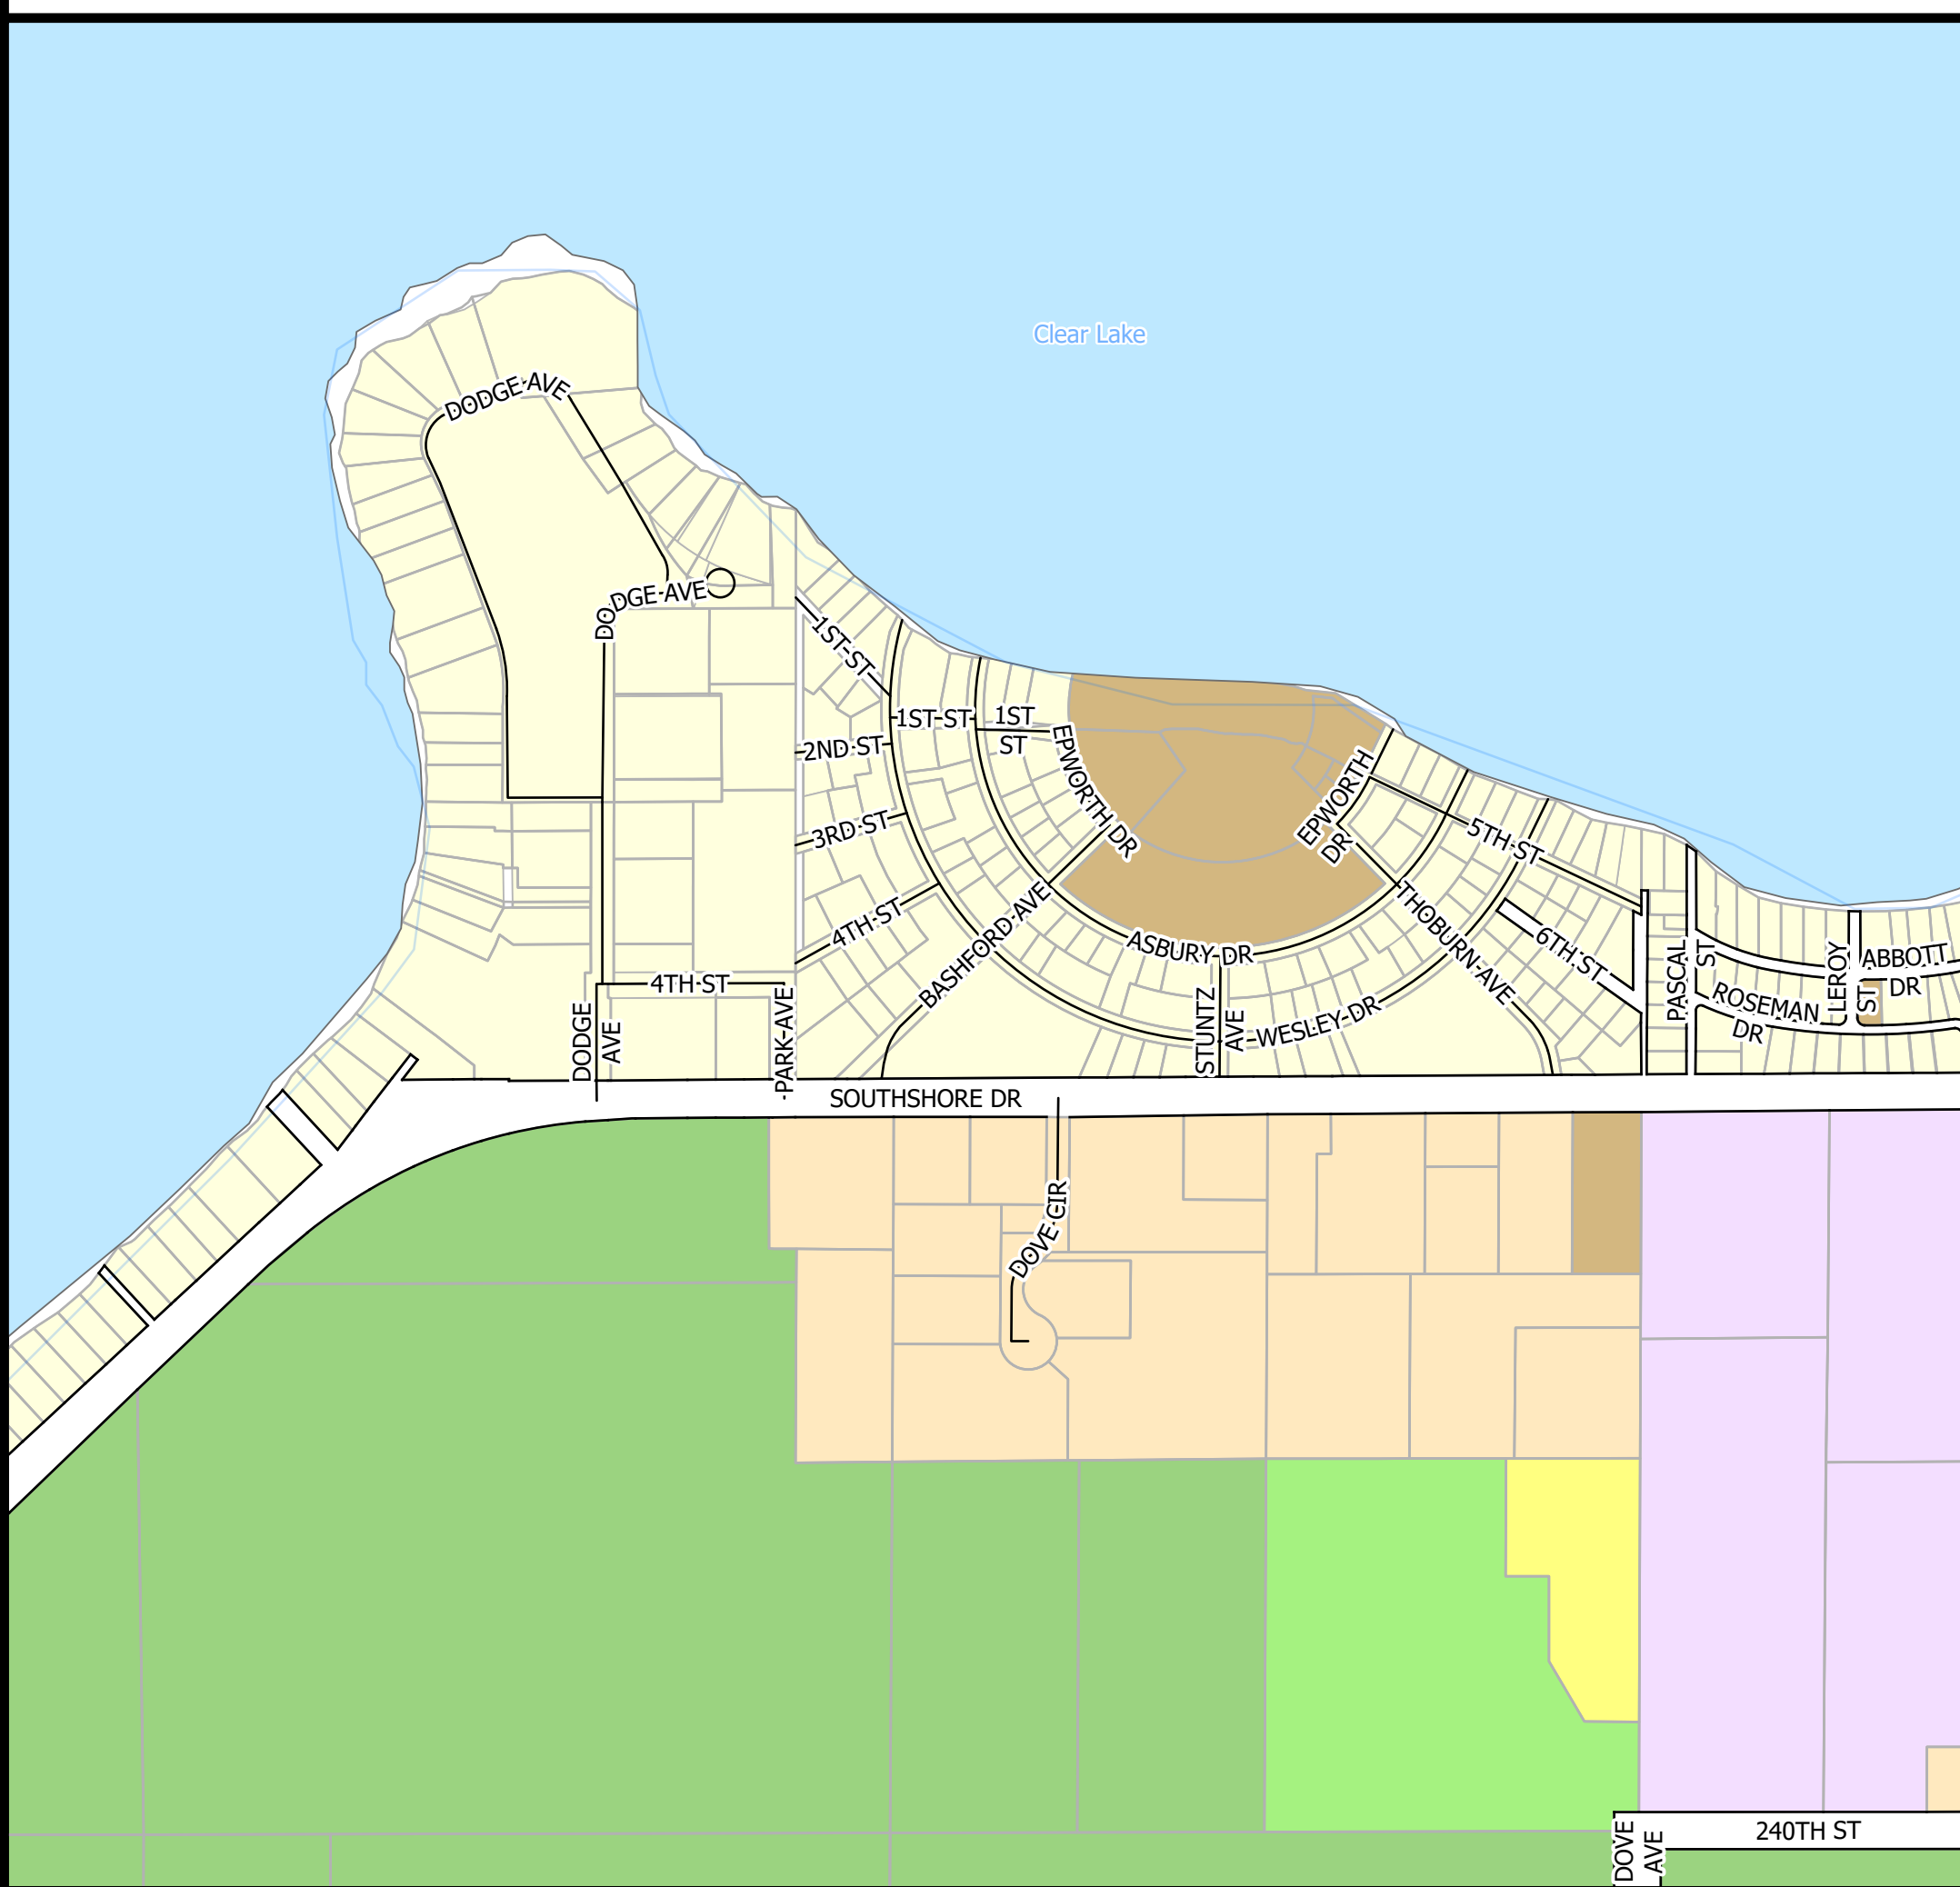 Clear Lake
DODGE AVE
DODGE AVE
1ST ST
1ST ST
1ST
ST
2ND ST
EPWORTH DR
EPWORTH
DR
3RD ST
5TH ST
4TH ST
BASHFORD AVE
THOBURN AVE
ASBURY DR
6TH ST
PASCAL
ST
LEROY
ST
ABBOTT
DR
ROSEMAN
DR
4TH ST
DODGE
AVE
PARK AVE
STUNTZ
AVE
WESLEY DR
SOUTHSHORE DR
DOVE CIR
240TH ST
DOVE
AVE